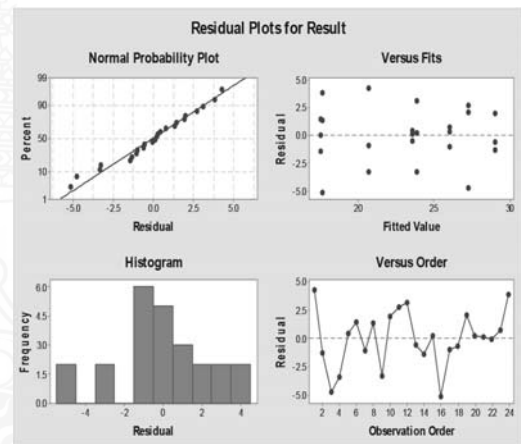 Residual Plots for Result
Normal Probability Plot
99
90
50
10
1
Percent
-5.0
-2.5
0.0
2.5
5.0
Residual
Versus Fits
5.0
2.5
0.0
-2.5
-5.0
Residual
20
25
30
Fitted Value
Histogram
6.0
4.5
3.0
1.5
0.0
Frequency
-4
-2
0
2
4
Residual
Versus Order
5.0
2.5
0.0
-2.5
-5.0
Residual
2 4 6 8 10 12 14 16 18 20 22 24
Observation Order